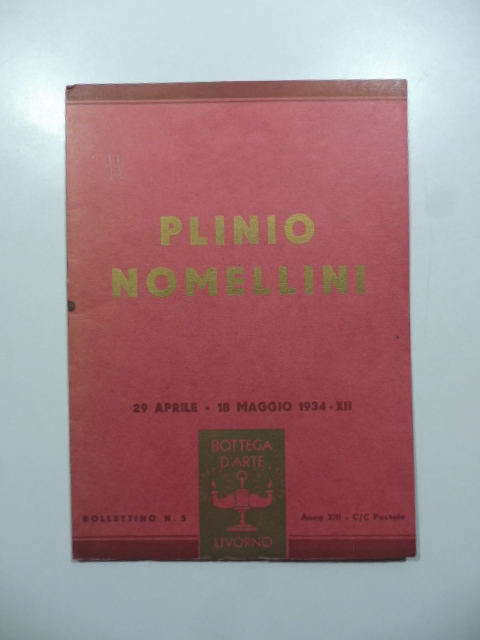 PLINIO
NOMELLINI
29 APRILE - 18 MAGGIO 1934 - XII
BOTTEGA
D'ARTE
LIVORNO
BOLLETTINO N. 5
Anno XIII - C/C Postale